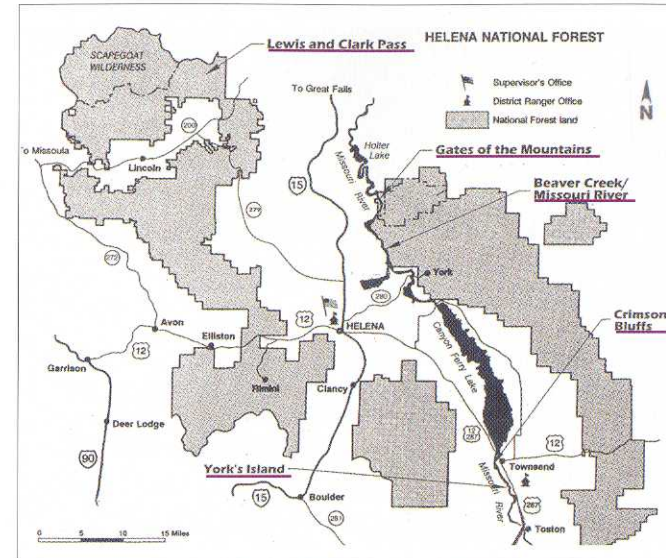 Lewis and Clark Pass
HELENA NATIONAL FOREST
SCAPEGOAT
WILDERNESS
Supervisor's Office
District Ranger Office
National Forest land
N
To Great Falls
Holter
Lake
Missouri River
Gates of the Mountains
Beaver Creek/
Missouri River
200
To Missoula
Lincoln
15
279
York
280
Crimson
Bluffs
12
HELENA
Avon
Elliston
12
Garrison
Rimini
Clancy
Canyon Ferry Lake
Deer Lodge
12
287
12
90
York's Island
Townsend
15
Boulder
Missouri River
287
Toston
0 5 10 15 Miles